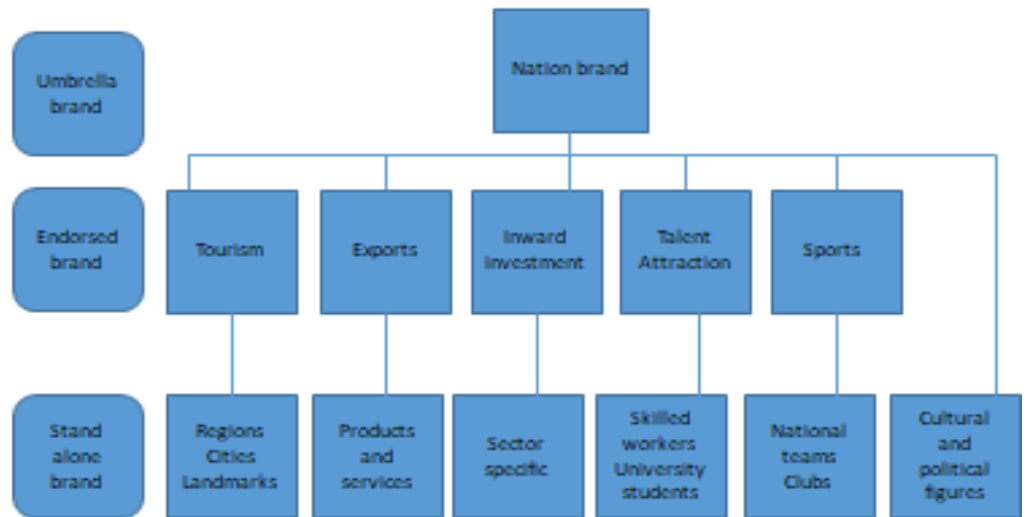 Nation brand
Umbrella
brand
Endorsed
brand
Tourism
Exports
Inward
investment
Talent
Attraction
Sports
Stand
alone
brand
Regions
Cities
Landmarks
Products
and
services
Sector
specific
Skilled
workers
University
students
National
teams
Clubs
Cultural
and
political
figures